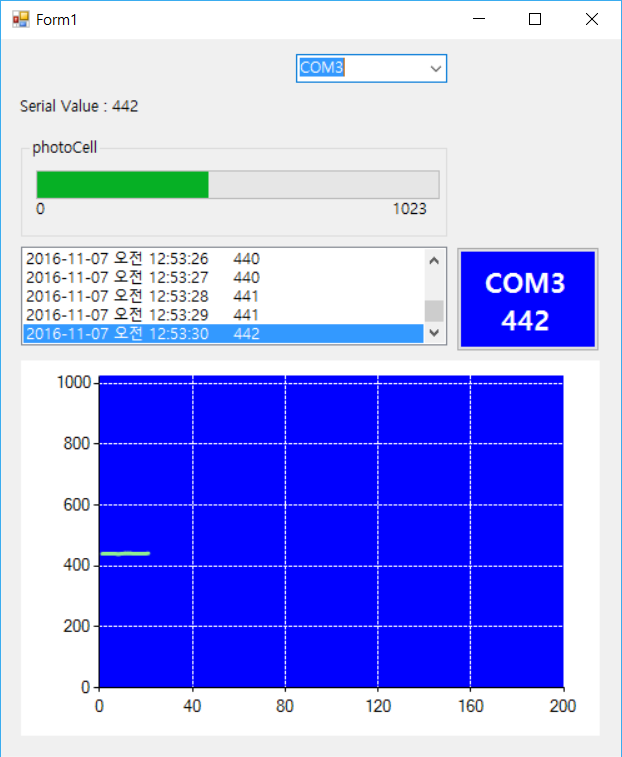 Form1
COM3
Serial Value : 442
photoCell
0 1023
2016-11-07 오전 12:53:26 440
2016-11-07 오전 12:53:27 440
2016-11-07 오전 12:53:28 441
2016-11-07 오전 12:53:29 441
2016-11-07 오전 12:53:30 442
COM3
442
1000
800
600
400
200
0
0 40 80 120 160 200